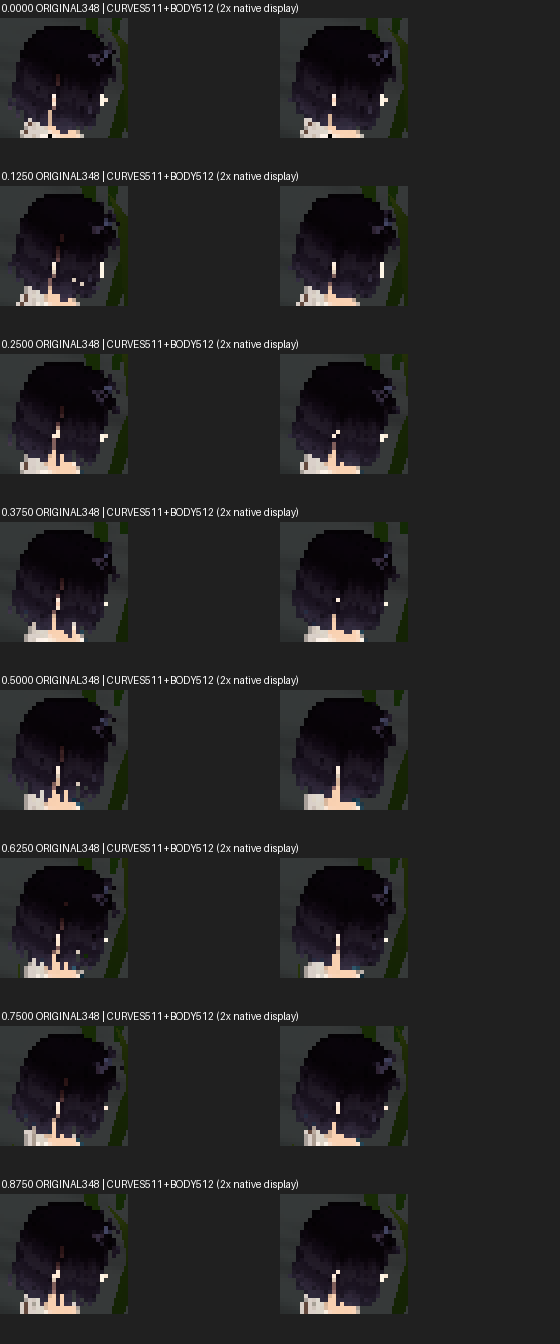 0.0000 ORIGINAL348 | CURVES511+BODY512 (2x native display)
0.1250 ORIGINAL348 | CURVES511+BODY512 (2x native display)
0.2500 ORIGINAL348 | CURVES511+BODY512 (2x native display)
0.3750 ORIGINAL348 | CURVES511+BODY512 (2x native display)
0.5000 ORIGINAL348 | CURVES511+BODY512 (2x native display)
0.6250 ORIGINAL348 | CURVES511+BODY512 (2x native display)
0.7500 ORIGINAL348 | CURVES511+BODY512 (2x native display)
0.8750 ORIGINAL348 | CURVES511+BODY512 (2x native display)